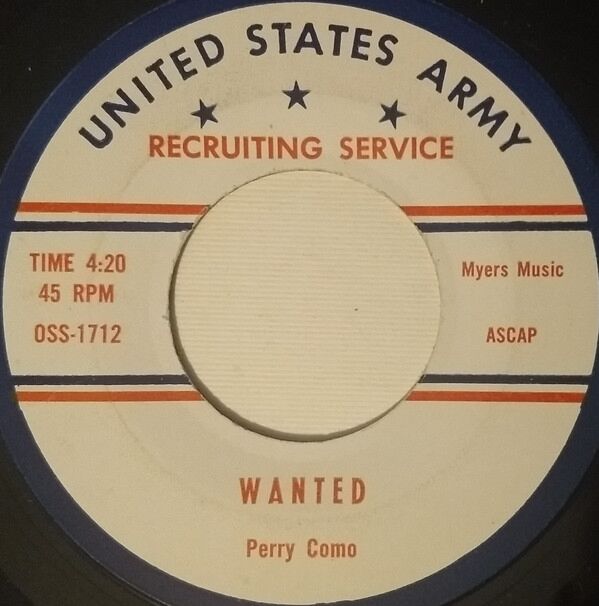 UNITED STATES ARMY
RECRUITING SERVICE
TIME 4:20
45 RPM
OSS-1712
Myers Music
ASCAP
WANTED
Perry Como